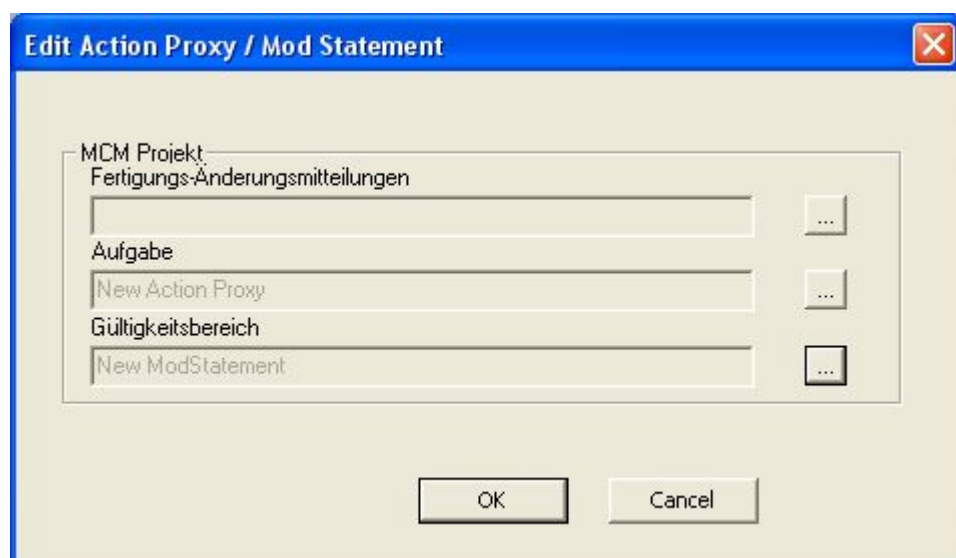 Edit Action Proxy / Mod Statement
MCM Projekt
Fertigungs-Änderungsmitteilungen
...
Aufgabe
New Action Proxy
...
Gültigkeitsbereich
New ModStatement
...
OK
Cancel